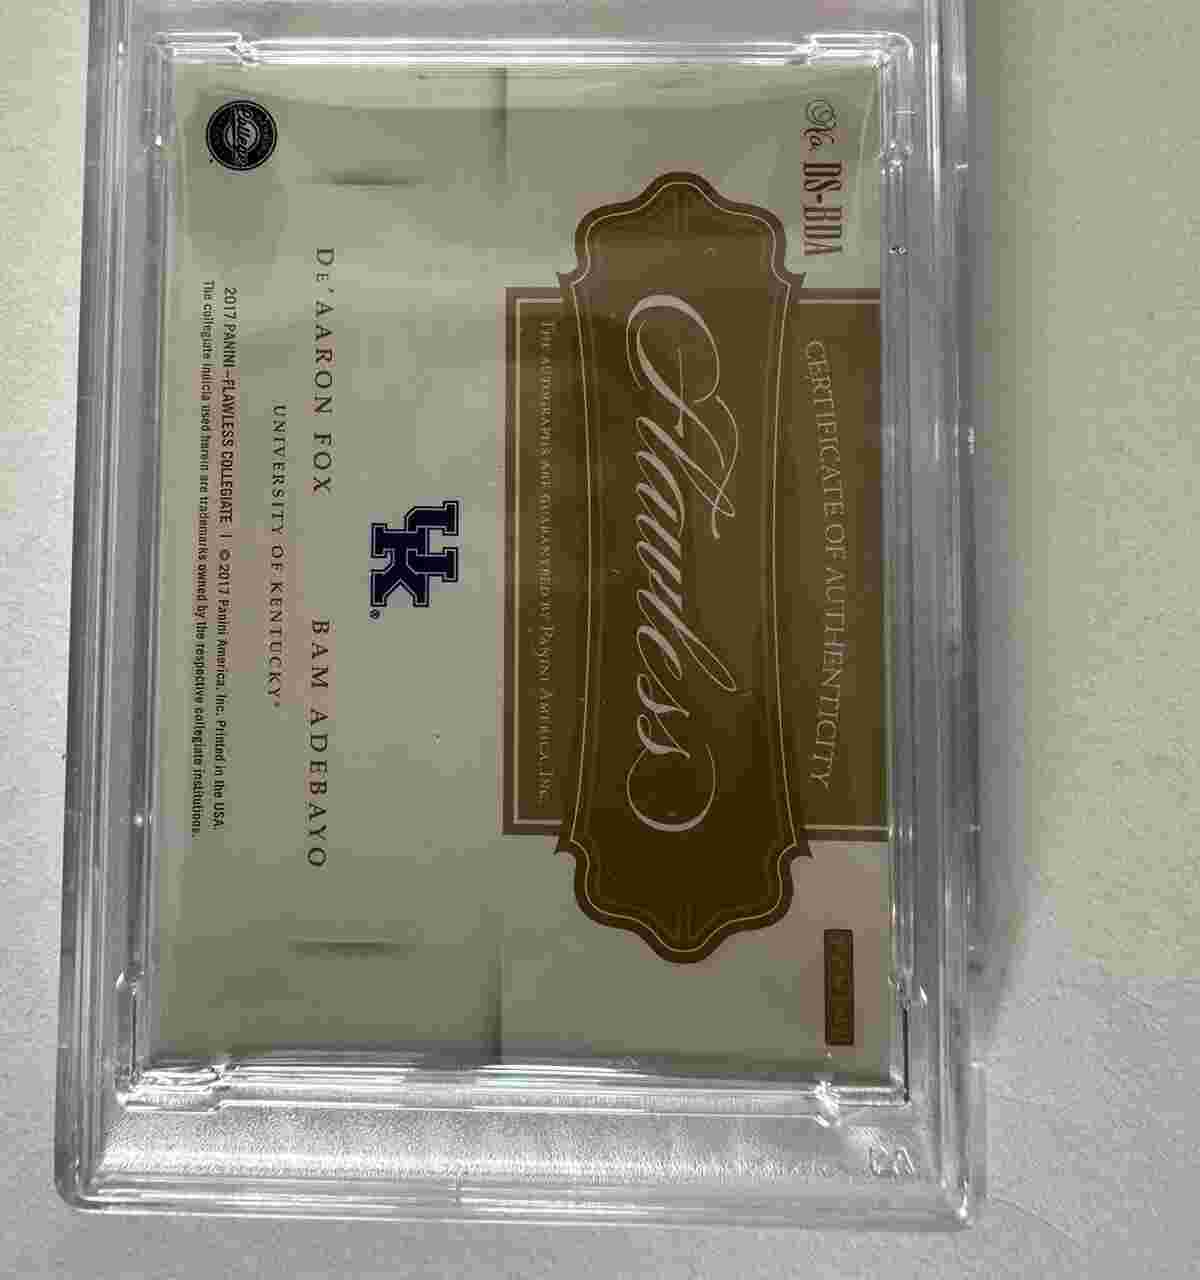 No. DS-BDA
CERTIFICATE OF AUTHENTICITY
PANINI
Flawless
THE AUTOGRAPHS ARE GUARANTEED BY PANINI AMERICA, INC.
UK®
DE'AARON FOX BAM ADEBAYO
UNIVERSITY OF KENTUCKY®
2017 PANINI–FLAWLESS COLLEGIATE | © 2017 Panini America, Inc. Printed in the USA.
The collegiate indicia used herein are trademarks owned by the respective collegiate institutions.